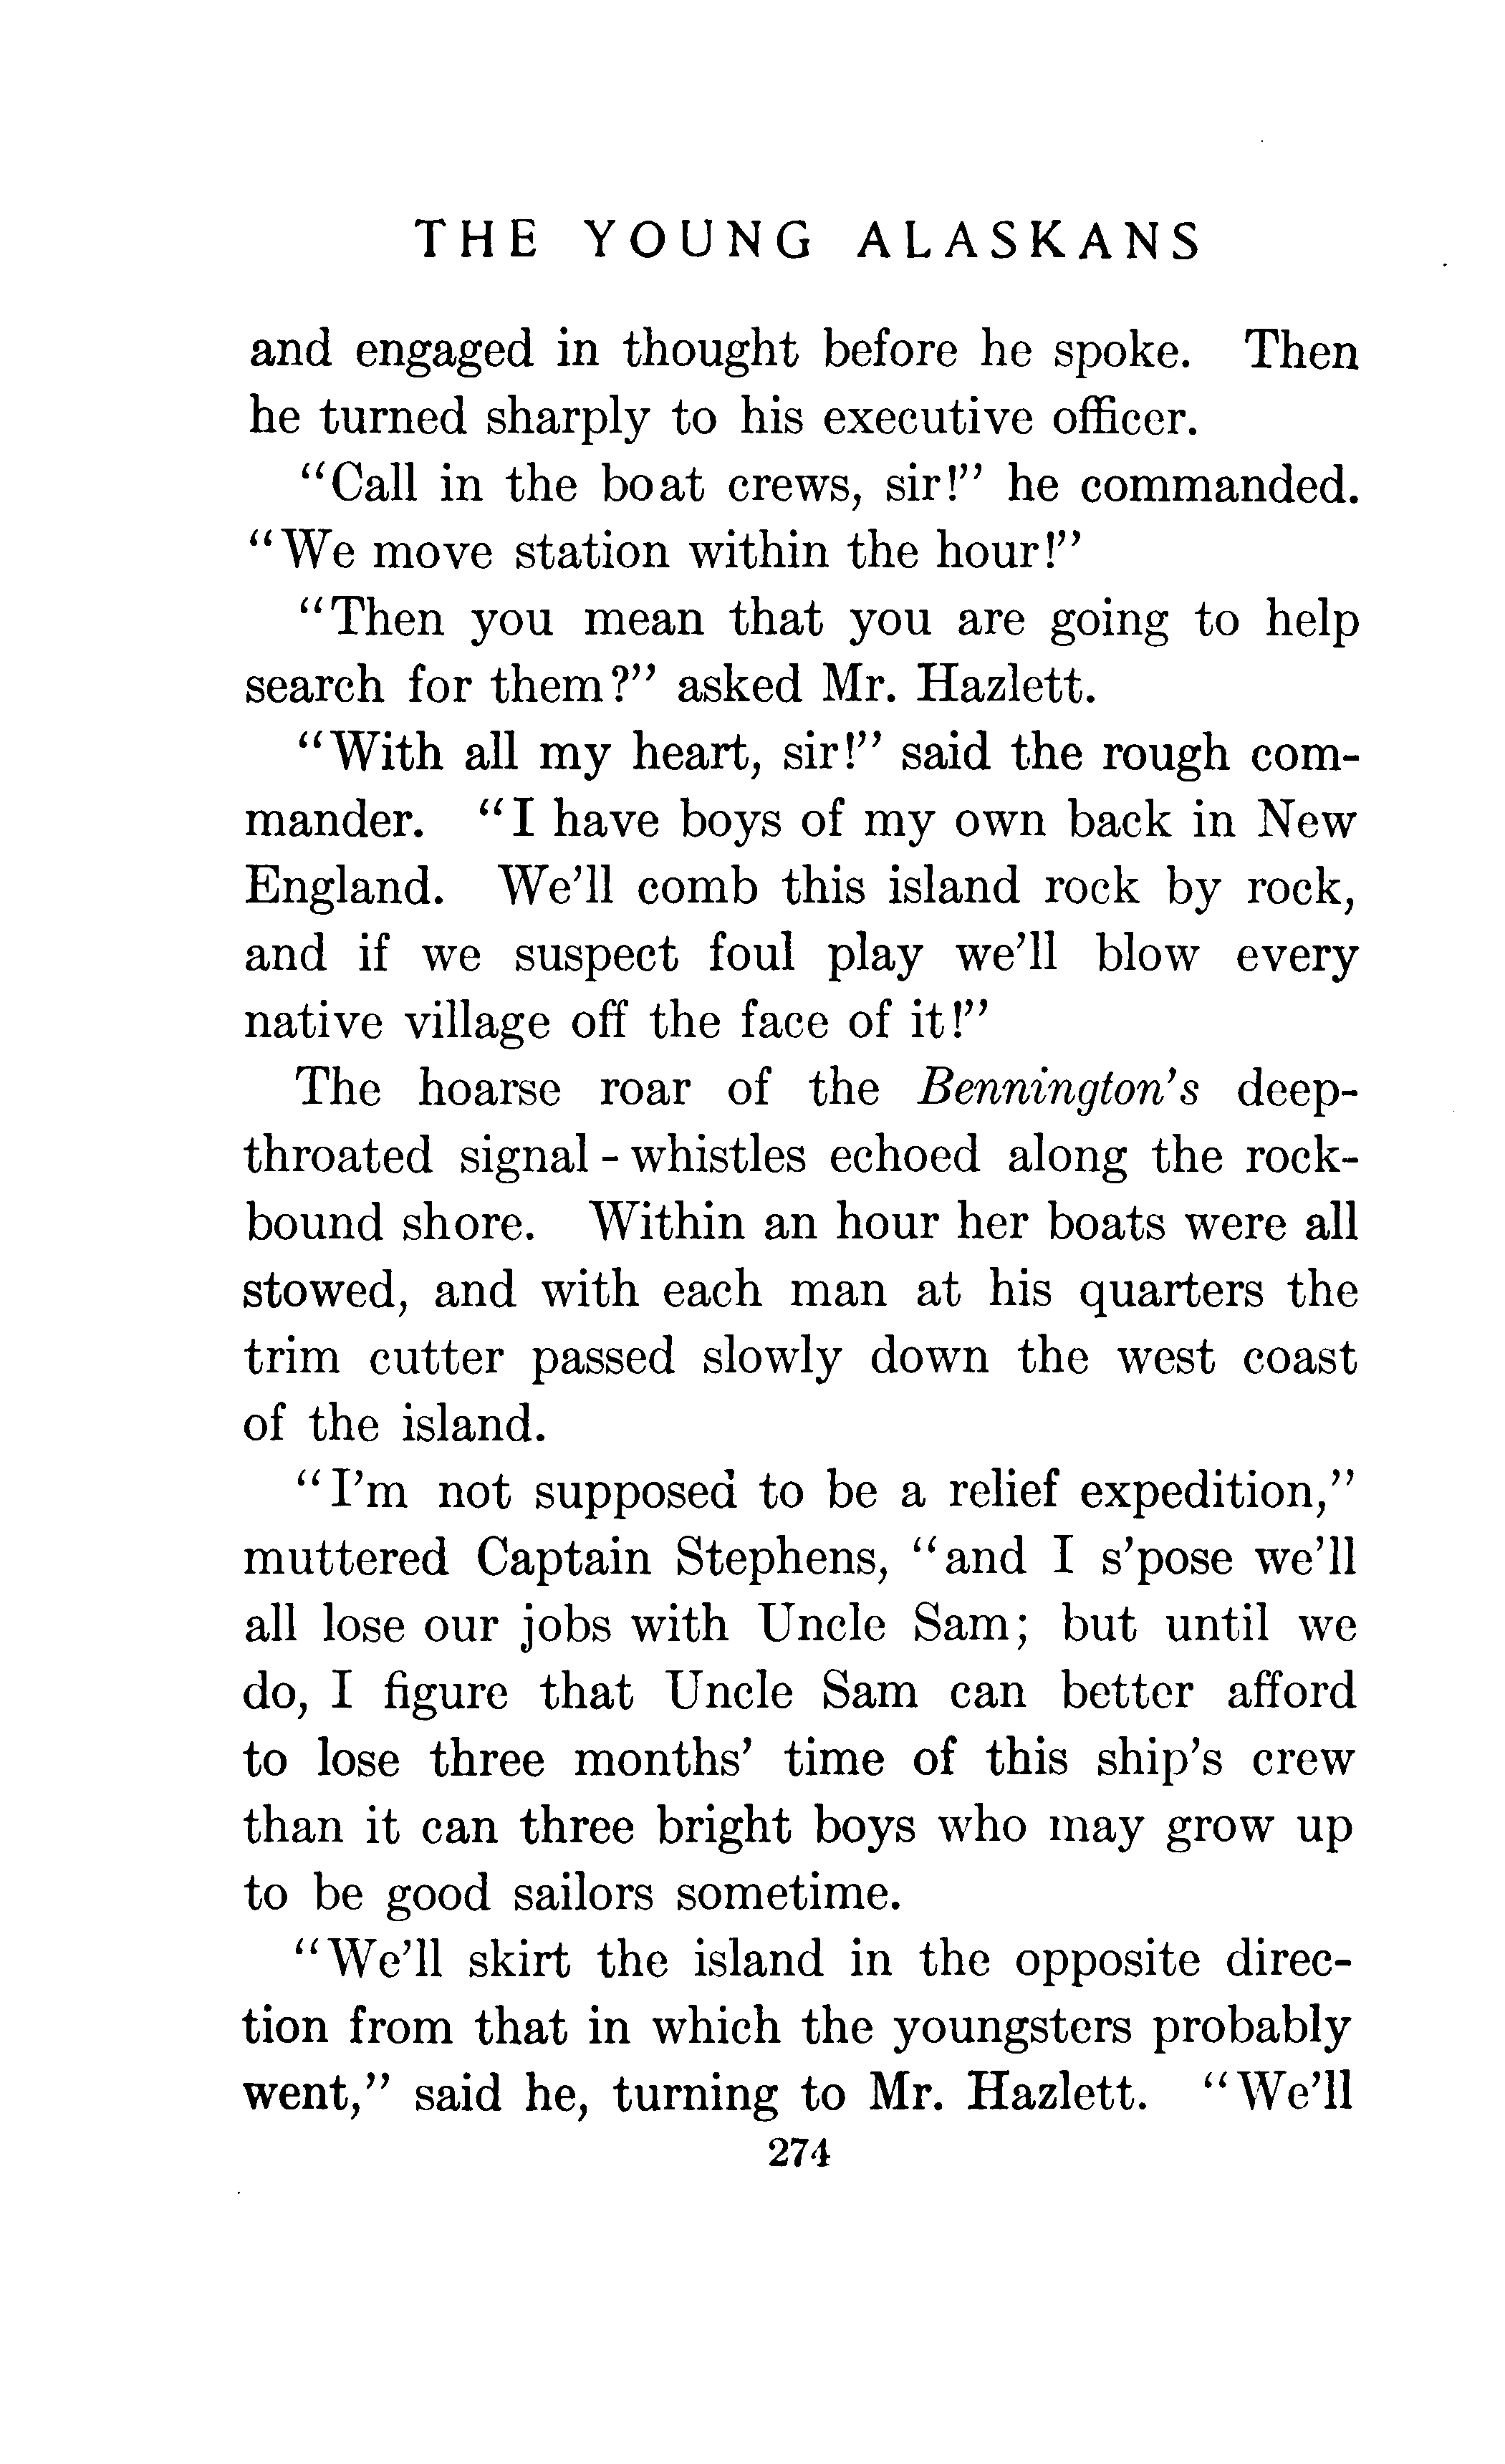 THE YOUNG ALASKANS
and engaged in thought before he spoke. Then
he turned sharply to his executive officer.
"Call in the boat crews, sir!" he commanded.
"We move station within the hour!"
"Then you mean that you are going to help
search for them?" asked Mr. Hazlett.
"With all my heart, sir!" said the rough com-
mander. "I have boys of my own back in New
England. We'll comb this island rock by rock,
and if we suspect foul play we'll blow every
native village off the face of it!"
The hoarse roar of the Bennington's deep-
throated signal-whistles echoed along the rock-
bound shore. Within an hour her boats were all
stowed, and with each man at his quarters the
trim cutter passed slowly down the west coast
of the island.
"I'm not supposed to be a relief expedition,"
muttered Captain Stephens, "and I s'pose we'll
all lose our jobs with Uncle Sam; but until we
do, I figure that Uncle Sam can better afford
to lose three months' time of this ship's crew
than it can three bright boys who may grow up
to be good sailors sometime.
"We'll skirt the island in the opposite direc-
tion from that in which the youngsters probably
went," said he, turning to Mr. Hazlett. "We'll
274